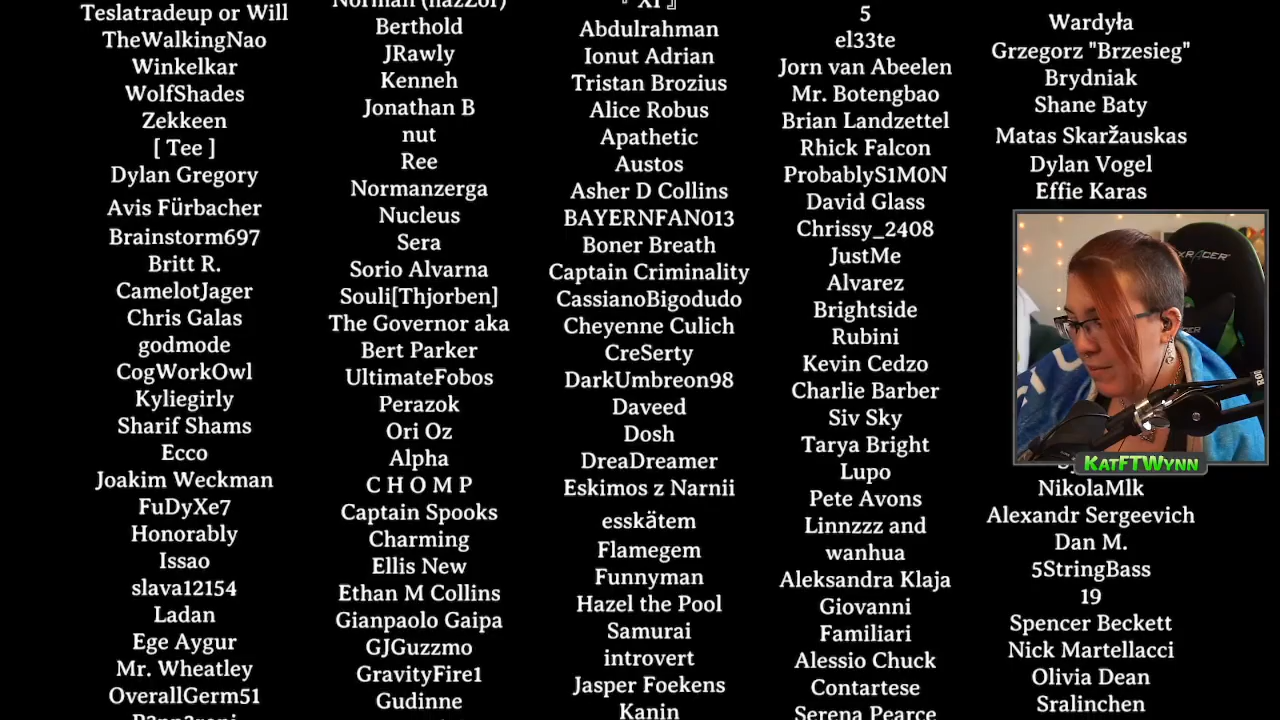 Teslatradeup or Will
TheWalkingNao
Winkelkar
WolfShades
Zekkeen
[ Tee ]
Dylan Gregory
Avis Fürbacher
Brainstorm697
Britt R.
CamelotJager
Chris Galas
godmode
CogWorkOwl
Kyliegirly
Sharif Shams
Ecco
Joakim Weckman
FuDyXe7
Honorably
Issao
slava12154
Ladan
Ege Aygur
Mr. Wheatley
OverallGerm51
Norman (nazZor)
Berthold
JRawly
Kenneh
Jonathan B
nut
Ree
Normanzerga
Nucleus
Sera
Sorio Alvarna
Souli[Thjorben]
The Governor aka
Bert Parker
UltimateFobos
Perazok
Ori Oz
Alpha
C H O M P
Captain Spooks
Charming
Ellis New
Ethan M Collins
Gianpaolo Gaipa
GJGuzzmo
GravityFire1
Gudinne
『 XI 』
Abdulrahman
Ionut Adrian
Tristan Brozius
Alice Robus
Apathetic
Austos
Asher D Collins
BAYERNFAN013
Boner Breath
Captain Criminality
CassianoBigodudo
Cheyenne Culich
CreSerty
DarkUmbreon98
Daveed
Dosh
DreaDreamer
Eskimos z Narnii
esskätem
Flamegem
Funnyman
Hazel the Pool
Samurai
introvert
Jasper Foekens
Kanin
5
el33te
Jorn van Abeelen
Mr. Botengbao
Brian Landzettel
Rhick Falcon
ProbablyS1M0N
David Glass
Chrissy_2408
JustMe
Alvarez
Brightside
Rubini
Kevin Cedzo
Charlie Barber
Siv Sky
Tarya Bright
Lupo
Pete Avons
Linnzzz and
wanhua
Aleksandra Klaja
Giovanni
Familiari
Alessio Chuck
Contartese
Serena Pearce
Wardyła
Grzegorz "Brzesieg"
Brydniak
Shane Baty
Matas Skaržauskas
Dylan Vogel
Effie Karas
XRACER
KATFTWYNN
NikolaMlk
Alexandr Sergeevich
Dan M.
5StringBass
19
Spencer Beckett
Nick Martellacci
Olivia Dean
Sralinchen